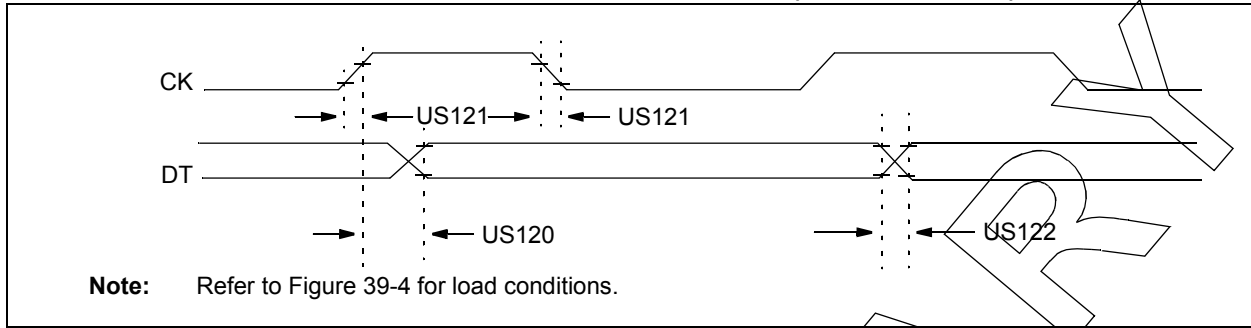 CK
US121 US121
DT
US120 US122
Note: Refer to Figure 39-4 for load conditions.
R
Y